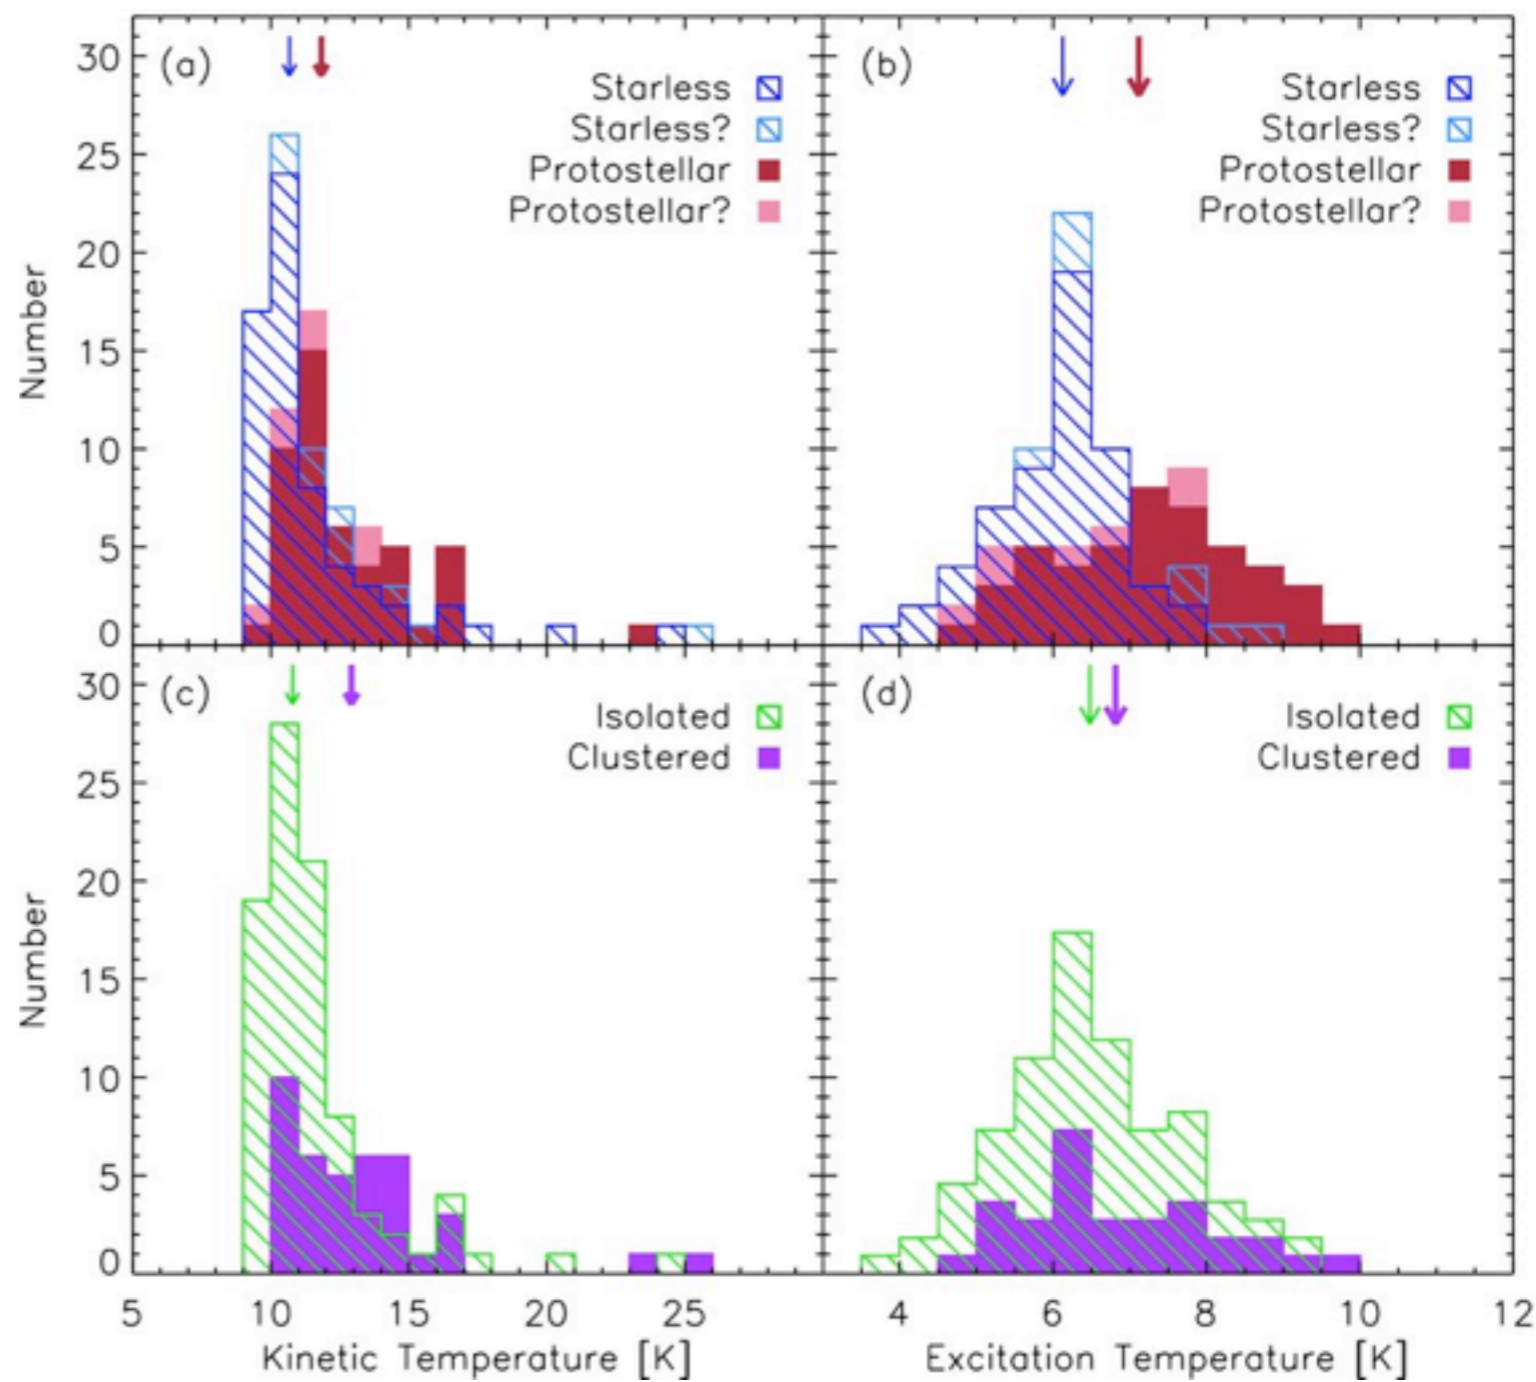 (a)
Starless
Starless?
Protostellar
Protostellar?
(b)
Starless
Starless?
Protostellar
Protostellar?
30
25
20
15
10
5
0
Number
(c)
Isolated
Clustered
(d)
Isolated
Clustered
30
25
20
15
10
5
0
Number
5 10 15 20 25
4 6 8 10 12
Kinetic Temperature [K]
Excitation Temperature [K]